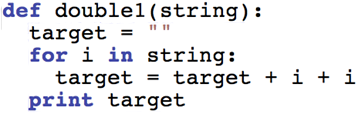 def double1(string):
  target = ""
  for i in string:
    target = target + i + i
  print target